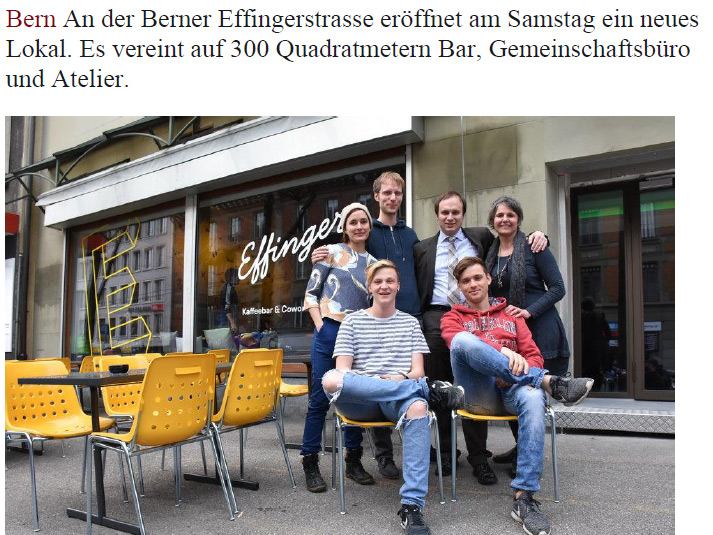 Bern An der Berner Effingerstrasse eröffnet am Samstag ein neues
Lokal. Es vereint auf 300 Quadratmetern Bar, Gemeinschaftsbüro
und Atelier.
Effinger
Kaffeebar & Cowor